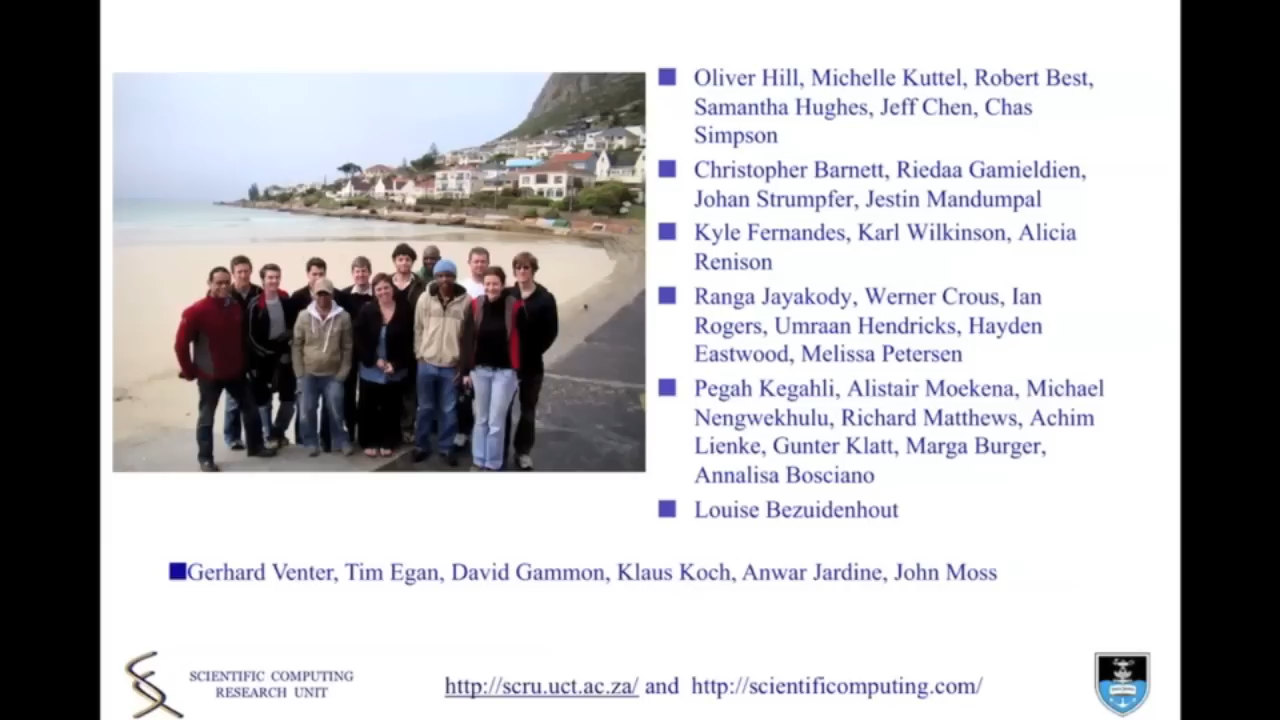 Oliver Hill, Michelle Kuttel, Robert Best,
Samantha Hughes, Jeff Chen, Chas
Simpson
Christopher Barnett, Riedaa Gamieldien,
Johan Strumpfer, Jestin Mandumpal
Kyle Fernandes, Karl Wilkinson, Alicia
Renison
Ranga Jayakody, Werner Crous, Ian
Rogers, Umraan Hendricks, Hayden
Eastwood, Melissa Petersen
Pegah Kegahli, Alistair Moekena, Michael
Nengwekhulu, Richard Matthews, Achim
Lienke, Gunter Klatt, Marga Burger,
Annalisa Bosciano
Louise Bezuidenhout
Gerhard Venter, Tim Egan, David Gammon, Klaus Koch, Anwar Jardine, John Moss
SCIENTIFIC COMPUTING
RESEARCH UNIT
http://scru.uct.ac.za/ and http://scientificomputing.com/